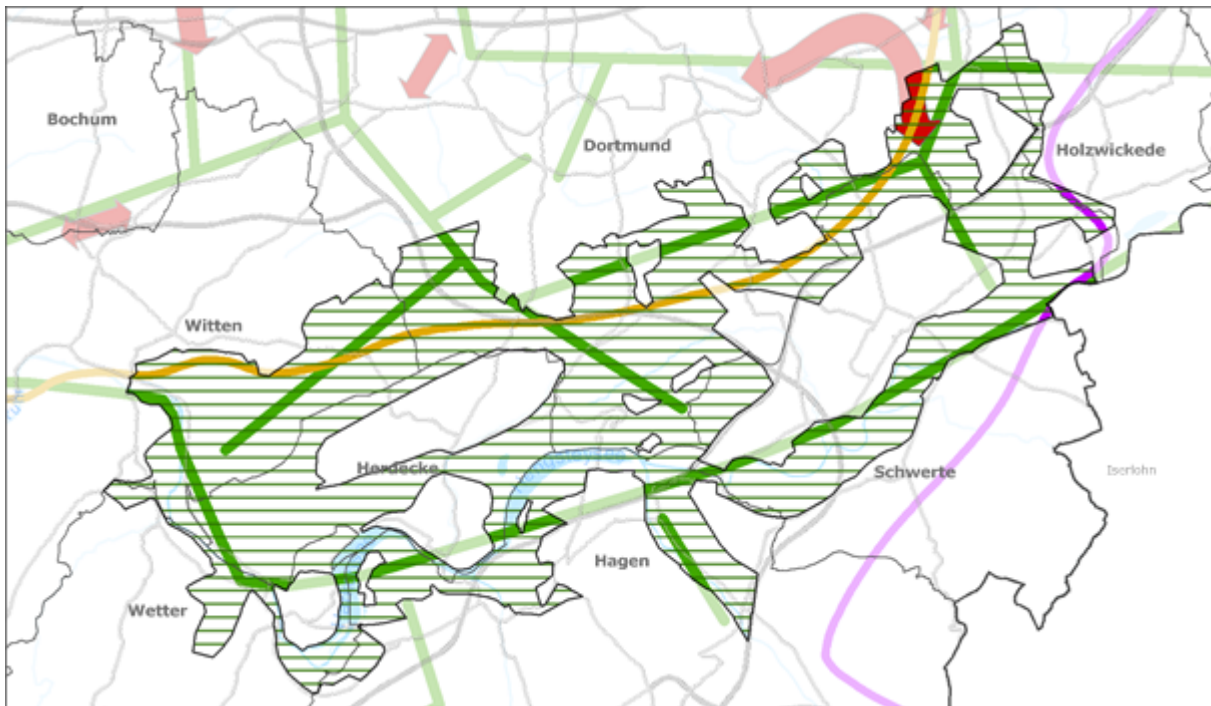 Bochum
Dortmund
Holzwickede
Witten
Herdecke
Schwerte
Iserlohn
Hagen
Wetter